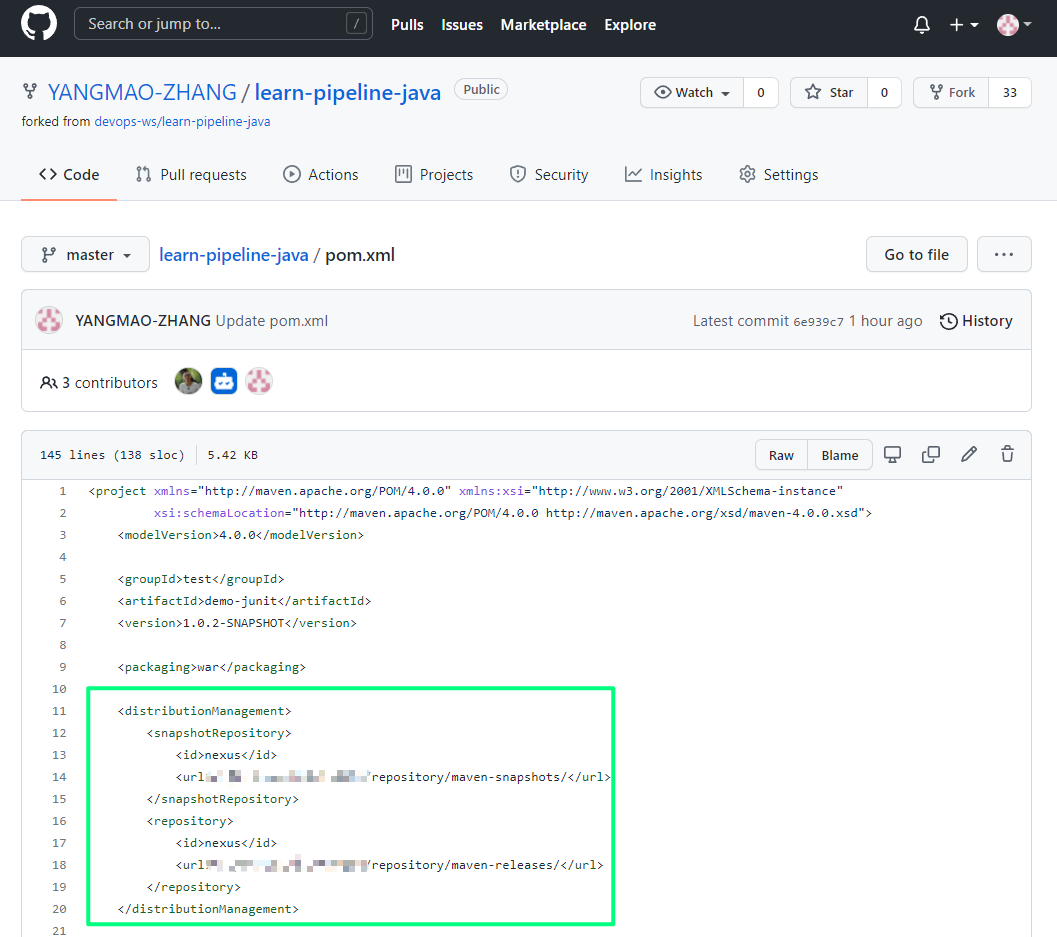 Search or jump to... /
Pulls Issues Marketplace Explore
YANGMAO-ZHANG / learn-pipeline-java Public
Watch 0 Star 0 Fork 33
forked from devops-ws/learn-pipeline-java
Code Pull requests Actions Projects Security Insights Settings
master learn-pipeline-java / pom.xml Go to file ...
YANGMAO-ZHANG Update pom.xml Latest commit 6e939c7 1 hour ago History
3 contributors
145 lines (138 sloc) 5.42 KB Raw Blame
1 <project xmlns="http://maven.apache.org/POM/4.0.0" xmlns:xsi="http://www.w3.org/2001/XMLSchema-instance"
2 xsi:schemaLocation="http://maven.apache.org/POM/4.0.0 http://maven.apache.org/xsd/maven-4.0.0.xsd">
3 <modelVersion>4.0.0</modelVersion>
4
5 <groupId>test</groupId>
6 <artifactId>demo-junit</artifactId>
7 <version>1.0.2-SNAPSHOT</version>
8
9 <packaging>war</packaging>
10
11 <distributionManagement>
12 <snapshotRepository>
13 <id>nexus</id>
14 <url /repository/maven-snapshots/</url>
15 </snapshotRepository>
16 <repository>
17 <id>nexus</id>
18 <url /repository/maven-releases/</url>
19 </repository>
20 </distributionManagement>
21